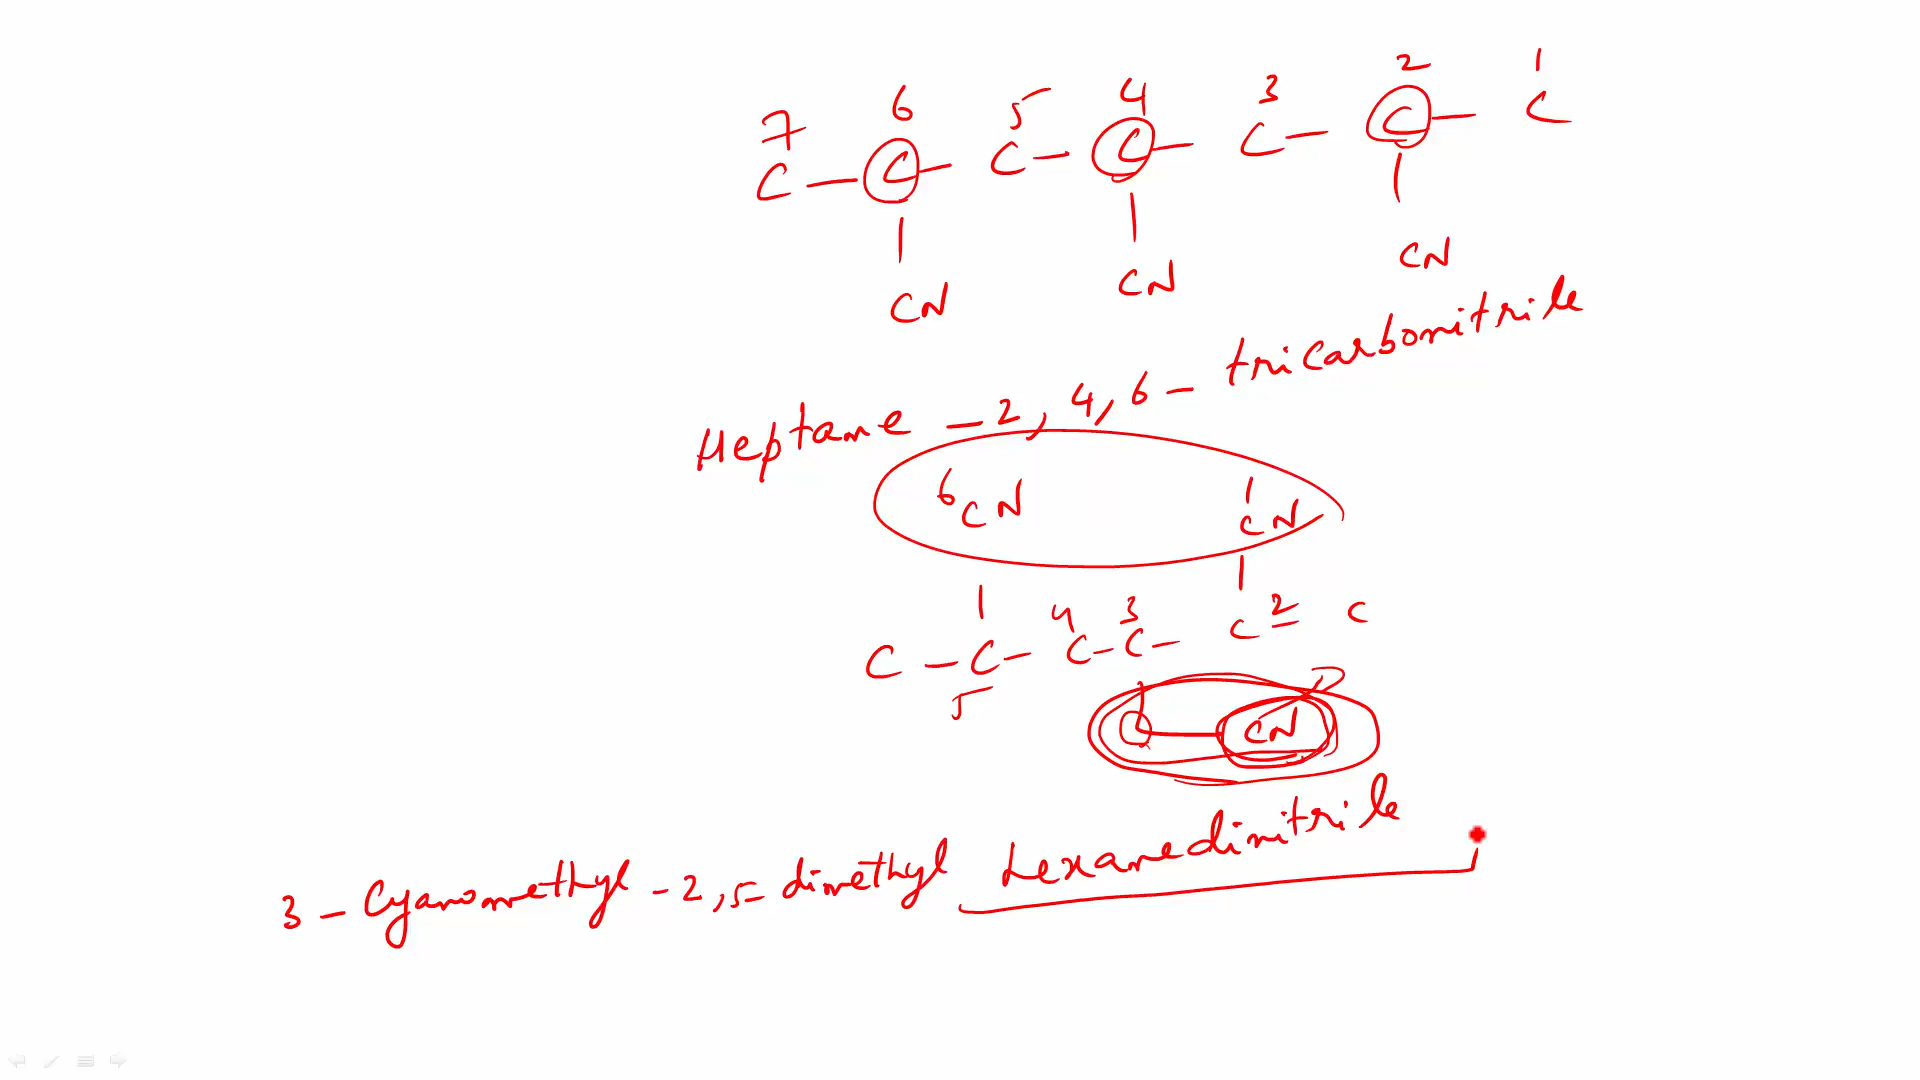 7 6 5 4 3 2 1
C — C — C — C — C — C — C
CN CN CN
Heptane – 2, 4, 6 – tricarbonitrile
6CN 1CN
4 3 2
C – C – C – C – C – C
5
CN
3 – Cyanomethyl – 2, 5 – dimethyl hexanedinitrile